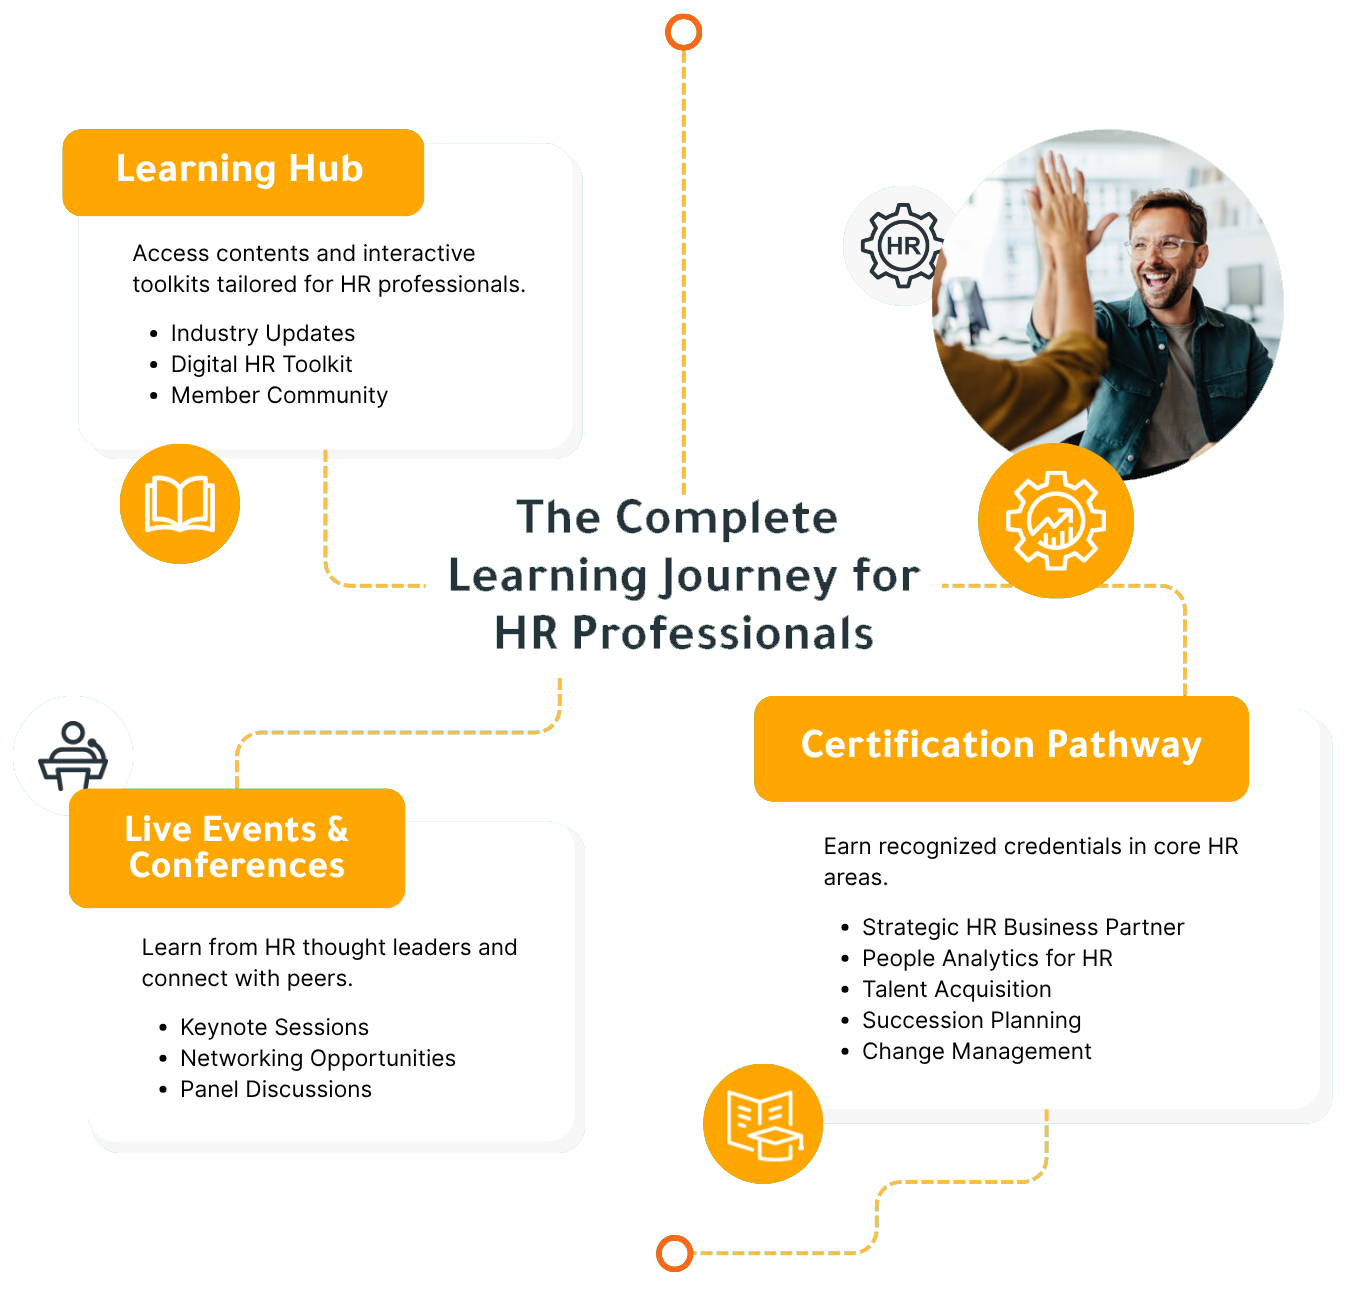 Learning Hub
Access contents and interactive
toolkits tailored for HR professionals.
• Industry Updates
• Digital HR Toolkit
• Member Community
HR
The Complete
Learning Journey for
HR Professionals
Live Events &
Conferences
Learn from HR thought leaders and
connect with peers.
• Keynote Sessions
• Networking Opportunities
• Panel Discussions
Certification Pathway
Earn recognized credentials in core HR
areas.
• Strategic HR Business Partner
• People Analytics for HR
• Talent Acquisition
• Succession Planning
• Change Management